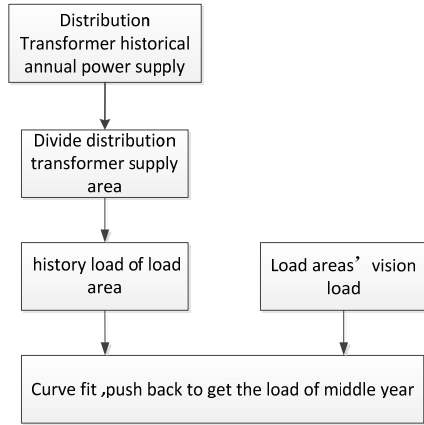 Distribution
Transformer historical
annual power supply
Divide distribution
transformer supply
area
history load of load
area
Load areas’ vision
load
Curve fit ,push back to get the load of middle year